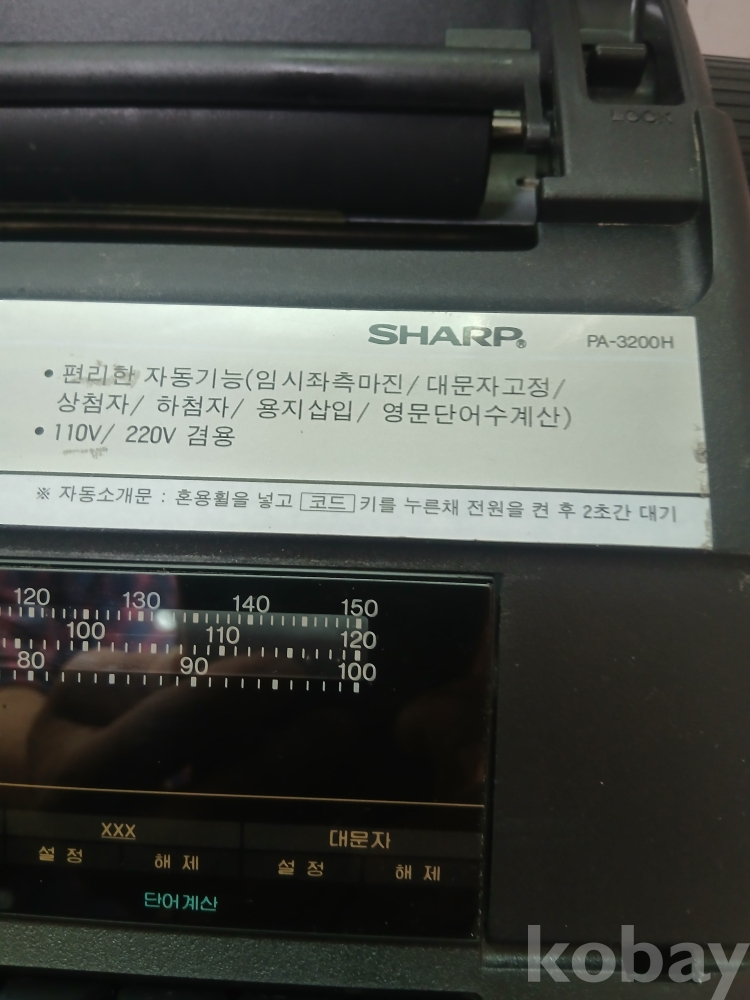 LOCK
SHARP® PA-3200H
• 편리한 자동기능(임시좌측마진/ 대문자고정/
상첨자/ 하첨자/ 용지삽입/ 영문단어수계산)
• 110V/ 220V 겸용
※ 자동소개문 : 혼용휠을 넣고 코드 키를 누른채 전원을 켠 후 2초간 대기
120 130 140 150
100 110 120
80 90 100
XXX 대문자
설 정 해 제 설 정 해 제
단어계산
kobay